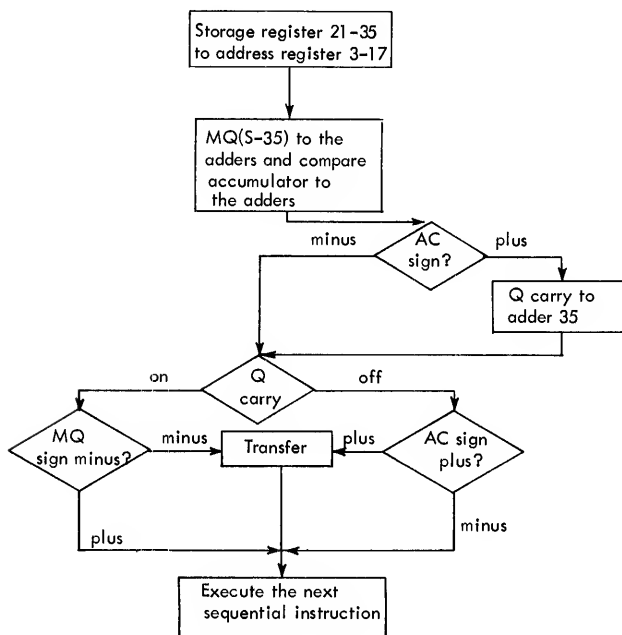 Storage register 21-35
to address register 3-17
MQ(S-35) to the
adders and compare
accumulator to
the adders
minus
AC
sign?
plus
Q carry to
adder 35
on
Q
carry
off
MQ
sign minus?
minus
Transfer
plus
AC sign
plus?
plus
minus
Execute the next
sequential instruction